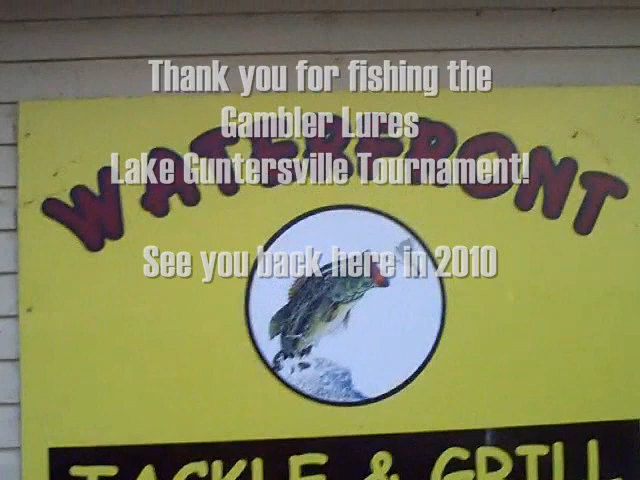 Thank you for fishing the
Gambler Lures
Lake Guntersville Tournament!
WATERFRONT
See you back here in 2010
TACKLE & GRILL